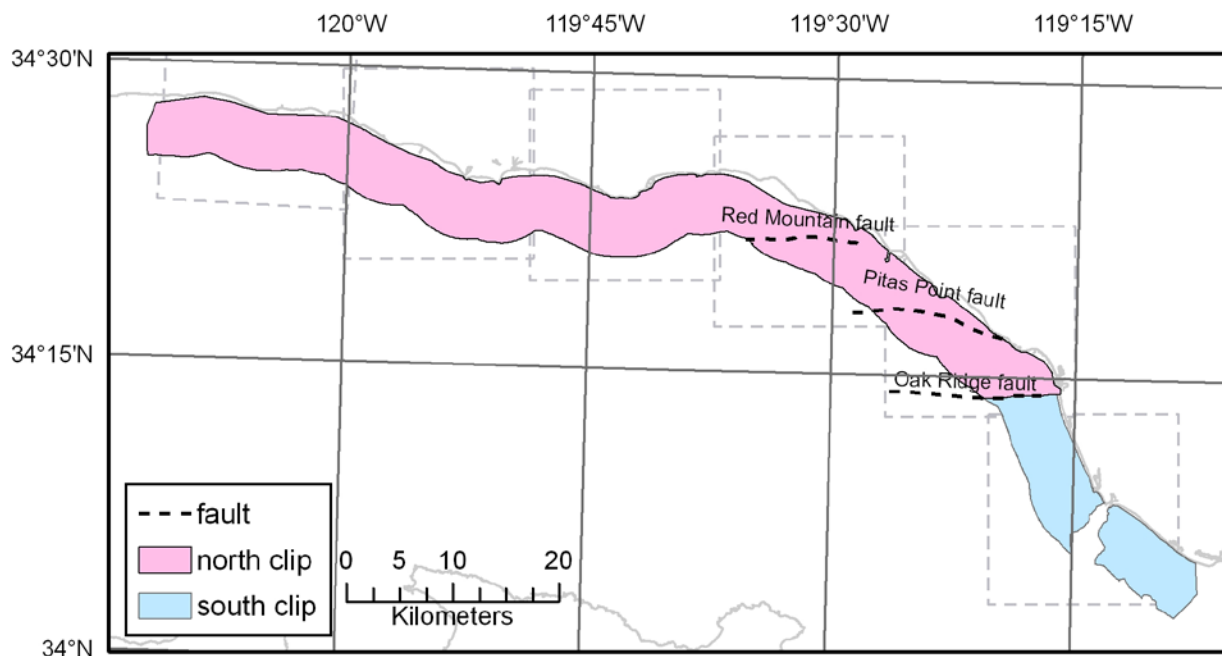 120°W 119°45'W 119°30'W 119°15'W
34°30'N
Red Mountain fault
Pitas Point fault
34°15'N
Oak Ridge fault
fault
north clip
south clip
0 5 10 20
Kilometers
34°N